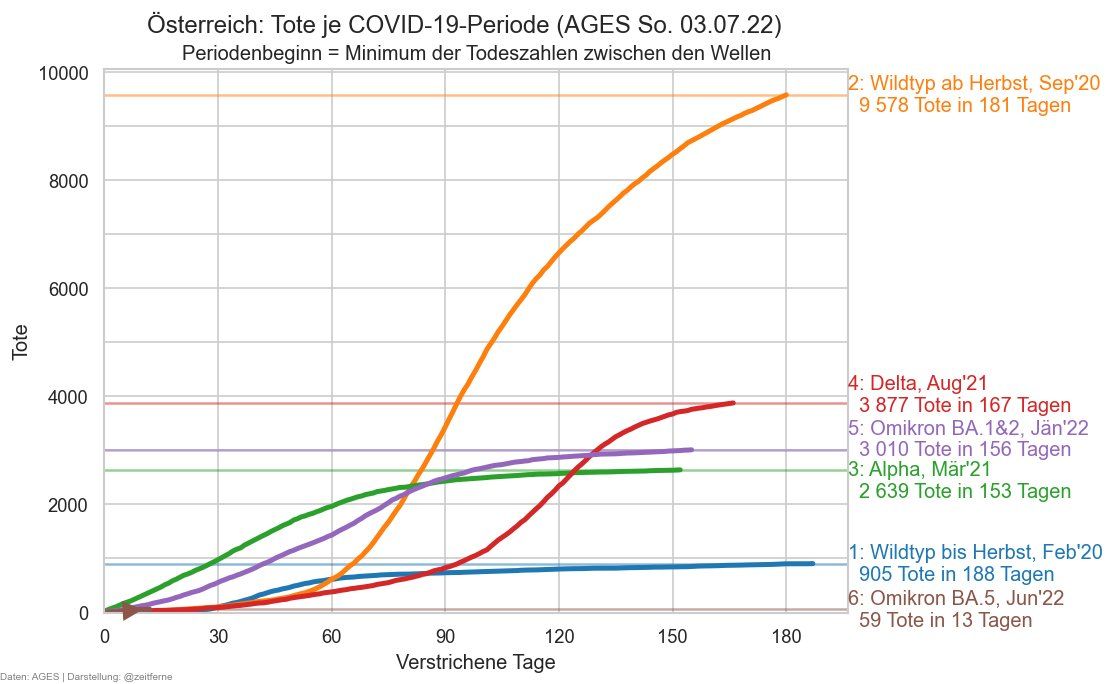 Österreich: Tote je COVID-19-Periode (AGES So. 03.07.22)
Periodenbeginn = Minimum der Todeszahlen zwischen den Wellen
Tote
10000
8000
6000
4000
2000
0
2: Wildtyp ab Herbst, Sep'20
9 578 Tote in 181 Tagen
4: Delta, Aug'21
3 877 Tote in 167 Tagen
5: Omikron BA.1&2, Jän'22
3 010 Tote in 156 Tagen
3: Alpha, Mär'21
2 639 Tote in 153 Tagen
1: Wildtyp bis Herbst, Feb'20
905 Tote in 188 Tagen
6: Omikron BA.5, Jun'22
59 Tote in 13 Tagen
0 30 60 90 120 150 180
Verstrichene Tage
Daten: AGES | Darstellung: @zeitferne